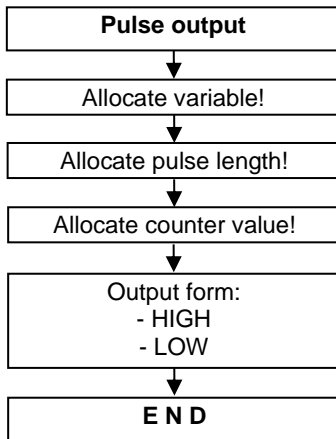 Pulse output
Allocate variable!
Allocate pulse length!
Allocate counter value!
Output form:
- HIGH
- LOW
E N D